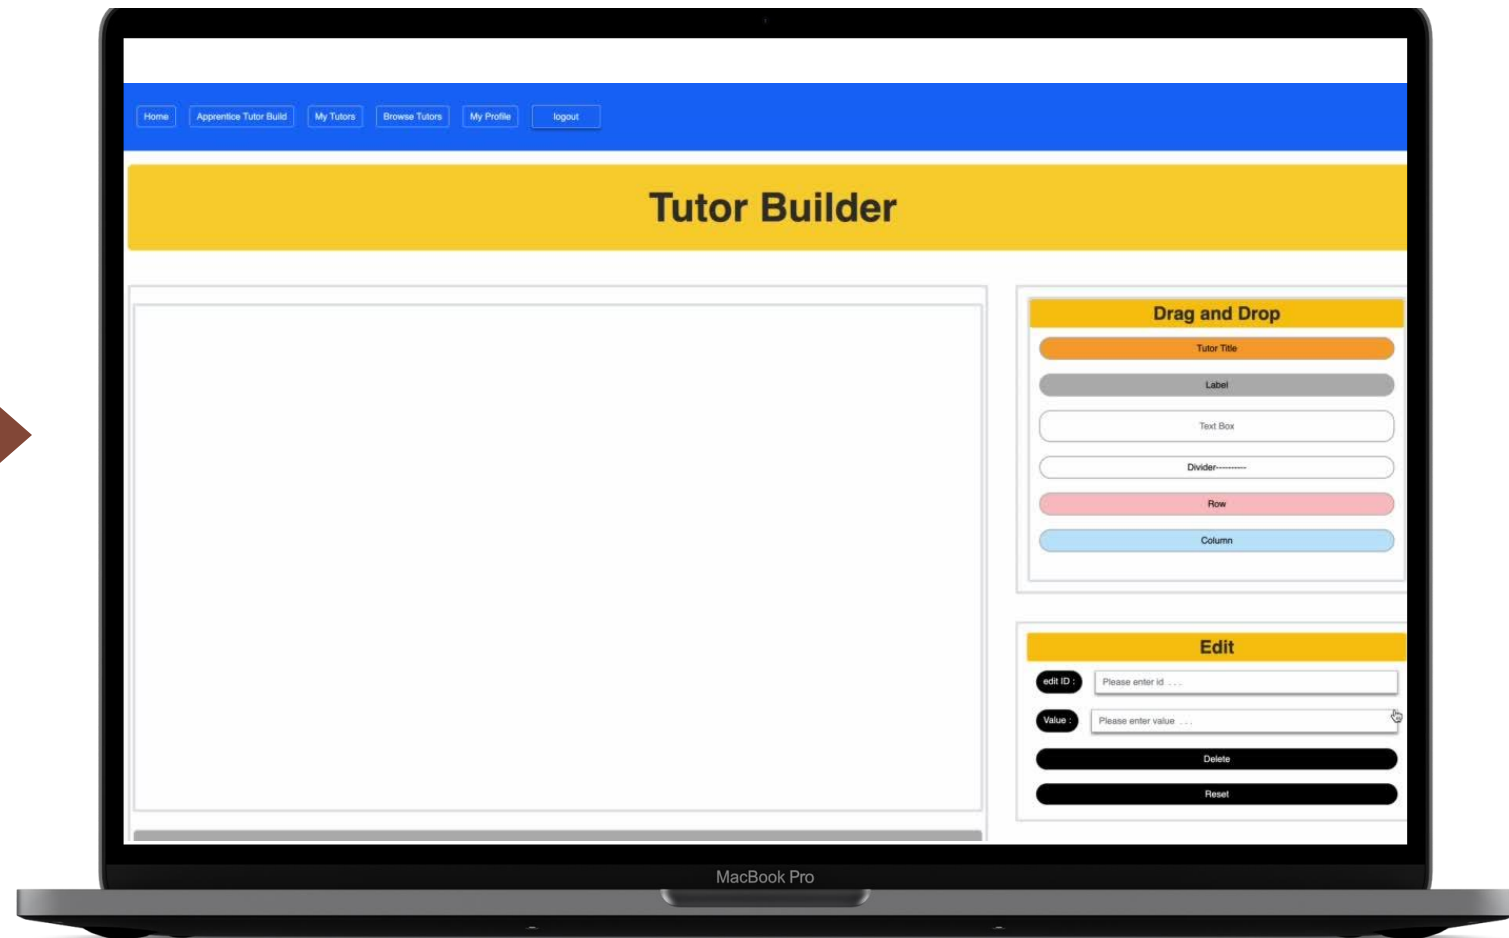 Home Apprentice Tutor Build My Tutors Browse Tutors My Profile logout
Tutor Builder
Drag and Drop
Tutor Title
Label
Text Box
Divider----------
Row
Column
Edit
edit ID : Please enter id . . .
Value : Please enter value . . .
Delete
Reset
MacBook Pro